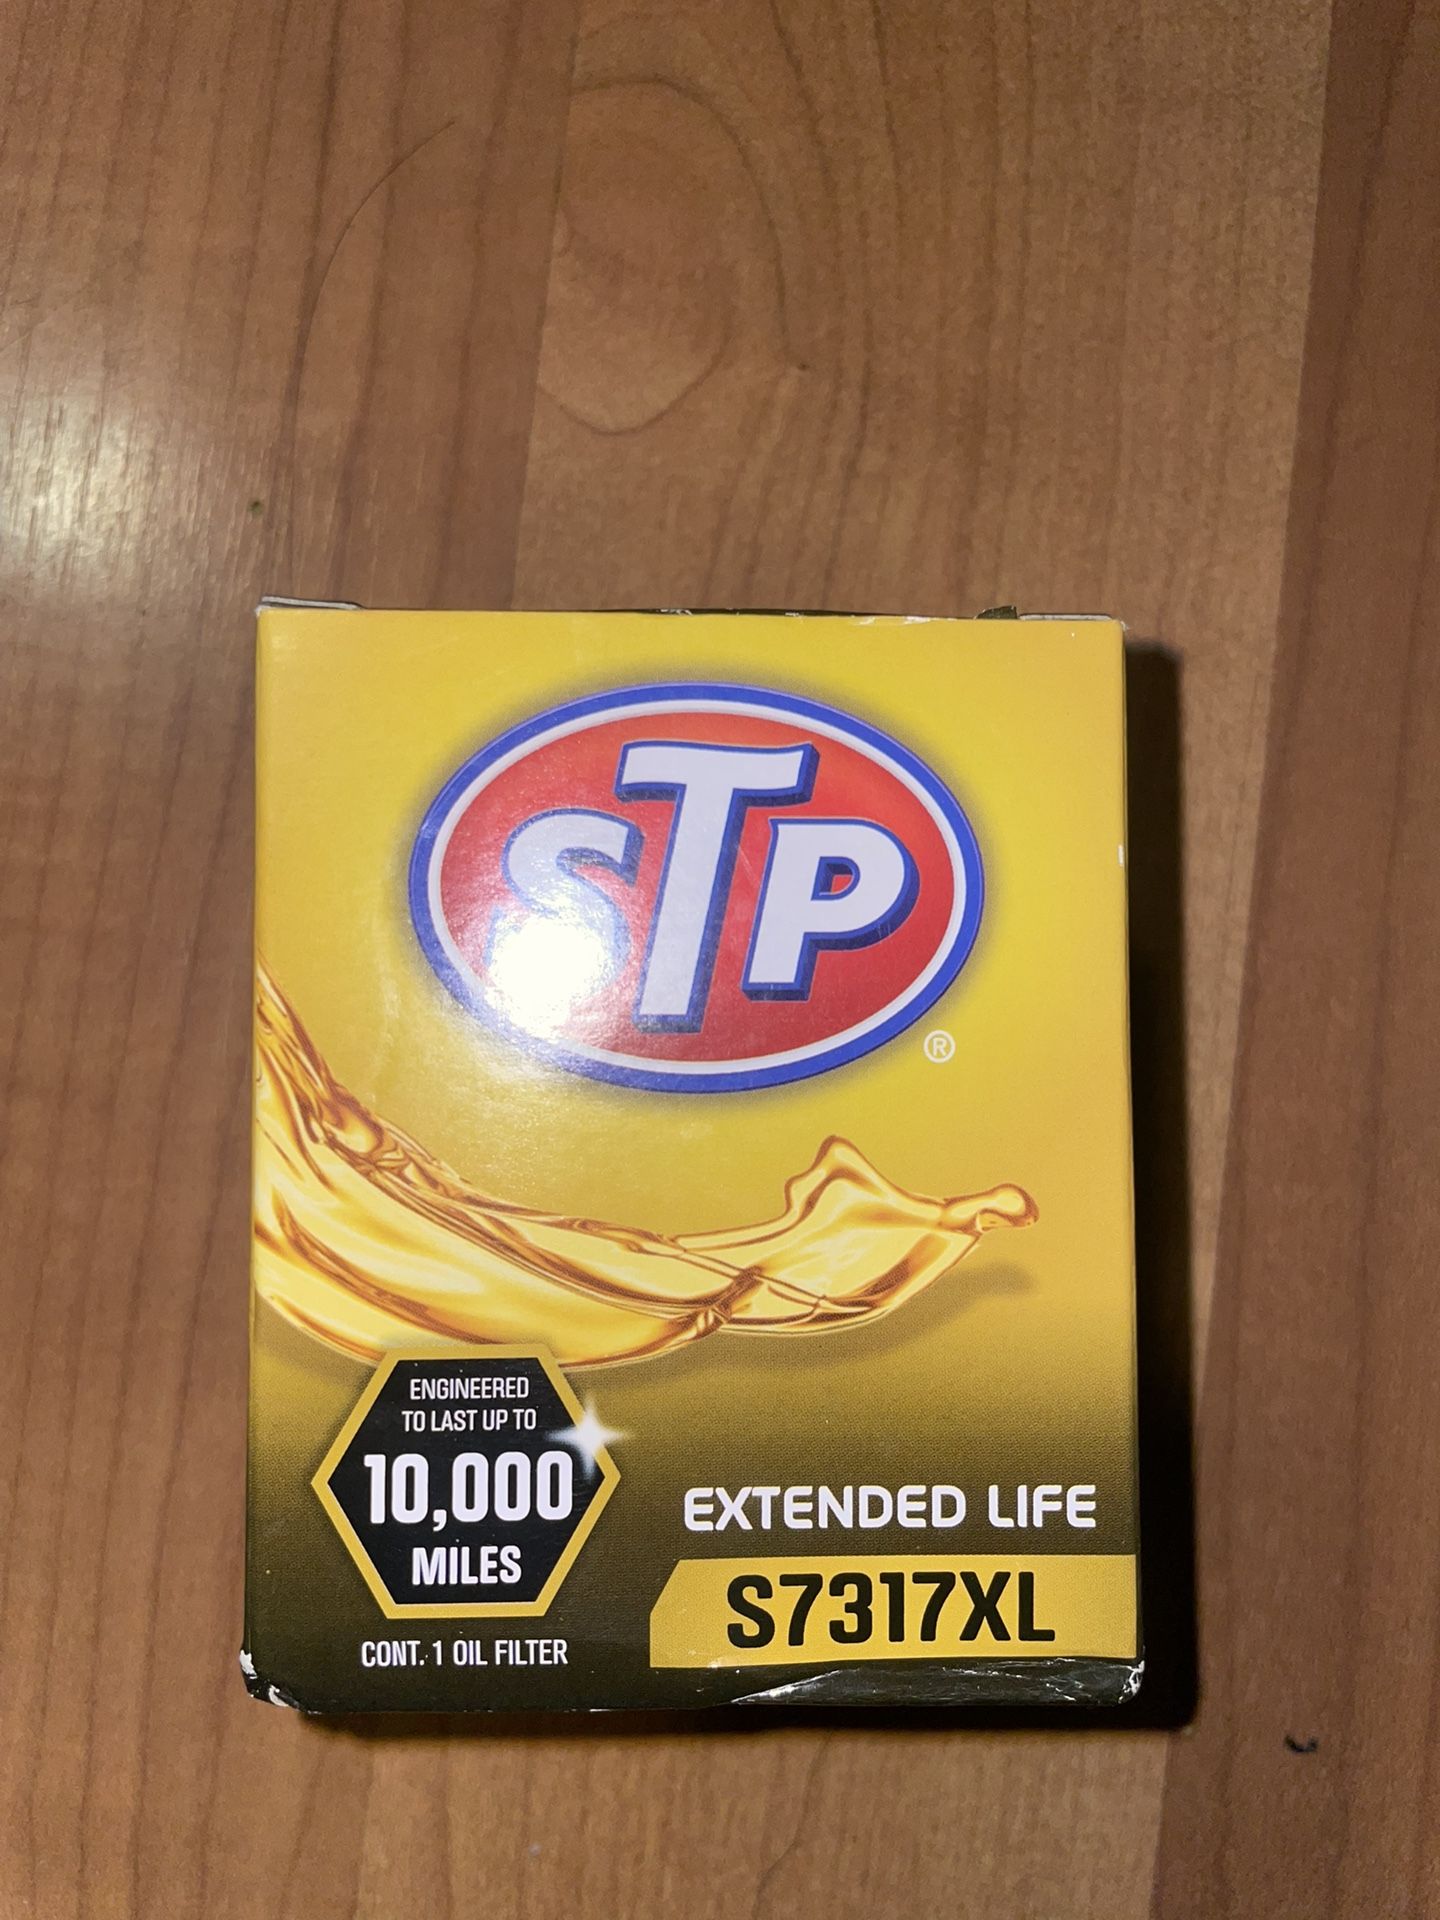 STP
®
ENGINEERED
TO LAST UP TO
10,000
MILES
CONT. 1 OIL FILTER
EXTENDED LIFE
S7317XL